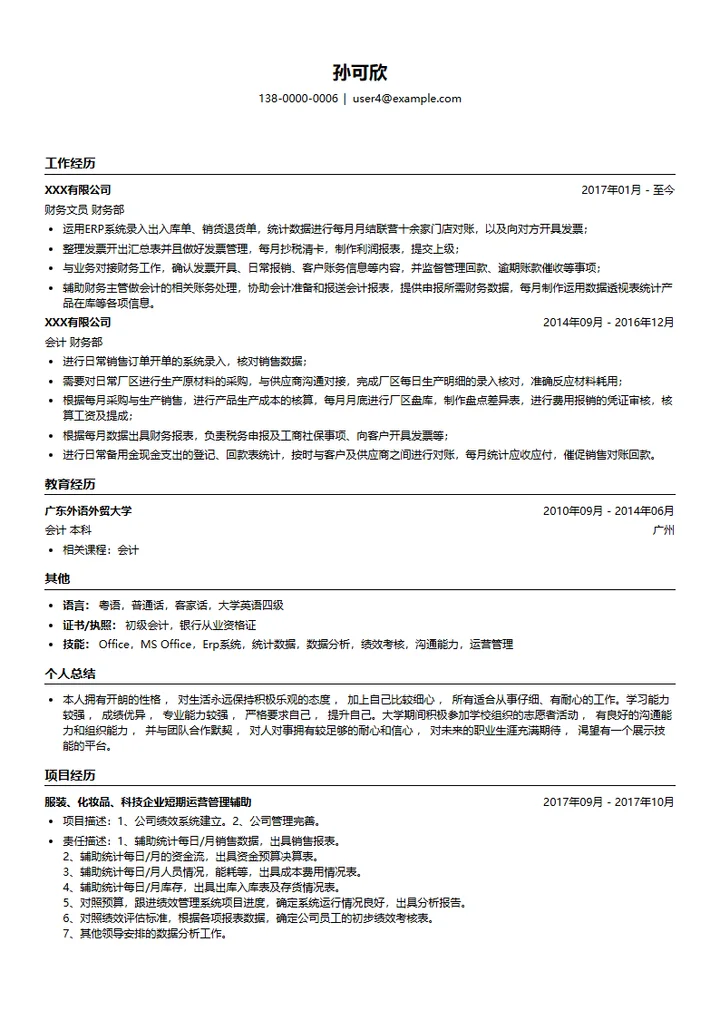 孙可欣
138-0000-0006 | user4@example.com
工作经历
XXX有限公司 2017年01月 - 至今
财务文员 财务部
• 运用ERP系统录入出入库单、销货退货单，统计数据进行每月月结联营十余家门店对账，以及向对方开具发票；
• 整理发票开出汇总表并且做好发票管理，每月抄税清卡，制作利润报表，提交上级；
• 与业务对接财务工作，确认发票开具、日常报销、客户账务信息等内容，并监督管理回款、逾期账款催收等事项；
• 辅助财务主管做会计的相关账务处理，协助会计准备和报送会计报表，提供申报所需财务数据，每月制作运用数据透视表统计产
品在库等各项信息。
XXX有限公司 2014年09月 - 2016年12月
会计 财务部
• 进行日常销售订单开单的系统录入，核对销售数据；
• 需要对日常厂区进行生产原材料的采购，与供应商沟通对接，完成厂区每日生产明细的录入核对，准确反应材料耗用；
• 根据每月采购与生产销售，进行产品生产成本的核算，每月月底进行厂区盘库，制作盘点差异表，进行费用报销的凭证审核，核
算工资及提成；
• 根据每月数据出具财务报表，负责税务申报及工商社保事项、向客户开具发票等；
• 进行日常备用金现金支出的登记、回款表统计，按时与客户及供应商之间进行对账，每月统计应收应付，催促销售对账回款。
教育经历
广东外语外贸大学 2010年09月 - 2014年06月
会计 本科 广州
• 相关课程：会计
其他
• 语言： 粤语，普通话，客家话，大学英语四级
• 证书/执照： 初级会计，银行从业资格证
• 技能： Office，MS Office，Erp系统，统计数据，数据分析，绩效考核，沟通能力，运营管理
个人总结
• 本人拥有开朗的性格 ， 对生活永远保持积极乐观的态度 ， 加上自己比较细心 ， 所有适合从事仔细、有耐心的工作。学习能力
较强 ， 成绩优异 ， 专业能力较强 ， 严格要求自己 ， 提升自己。大学期间积极参加学校组织的志愿者活动 ， 有良好的沟通能
力和组织能力 ， 并与团队合作默契 ， 对人对事拥有较足够的耐心和信心 ， 对未来的职业生涯充满期待 ， 渴望有一个展示技
能的平台。
项目经历
服装、化妆品、科技企业短期运营管理辅助 2017年09月 - 2017年10月
• 项目描述：1、公司绩效系统建立。2、公司管理完善。
• 责任描述：1、辅助统计每日/月销售数据，出具销售报表。
2、辅助统计每日/月的资金流，出具资金预算决算表。
3、辅助统计每日/月人员情况，能耗等，出具成本费用情况表。
4、辅助统计每日/月库存，出具出库入库表及存货情况表。
5、对照预算，跟进绩效管理系统项目进度，确定系统运行情况良好，出具分析报告。
6、对照绩效评估标准，根据各项报表数据，确定公司员工的初步绩效考核表。
7、其他领导安排的数据分析工作。